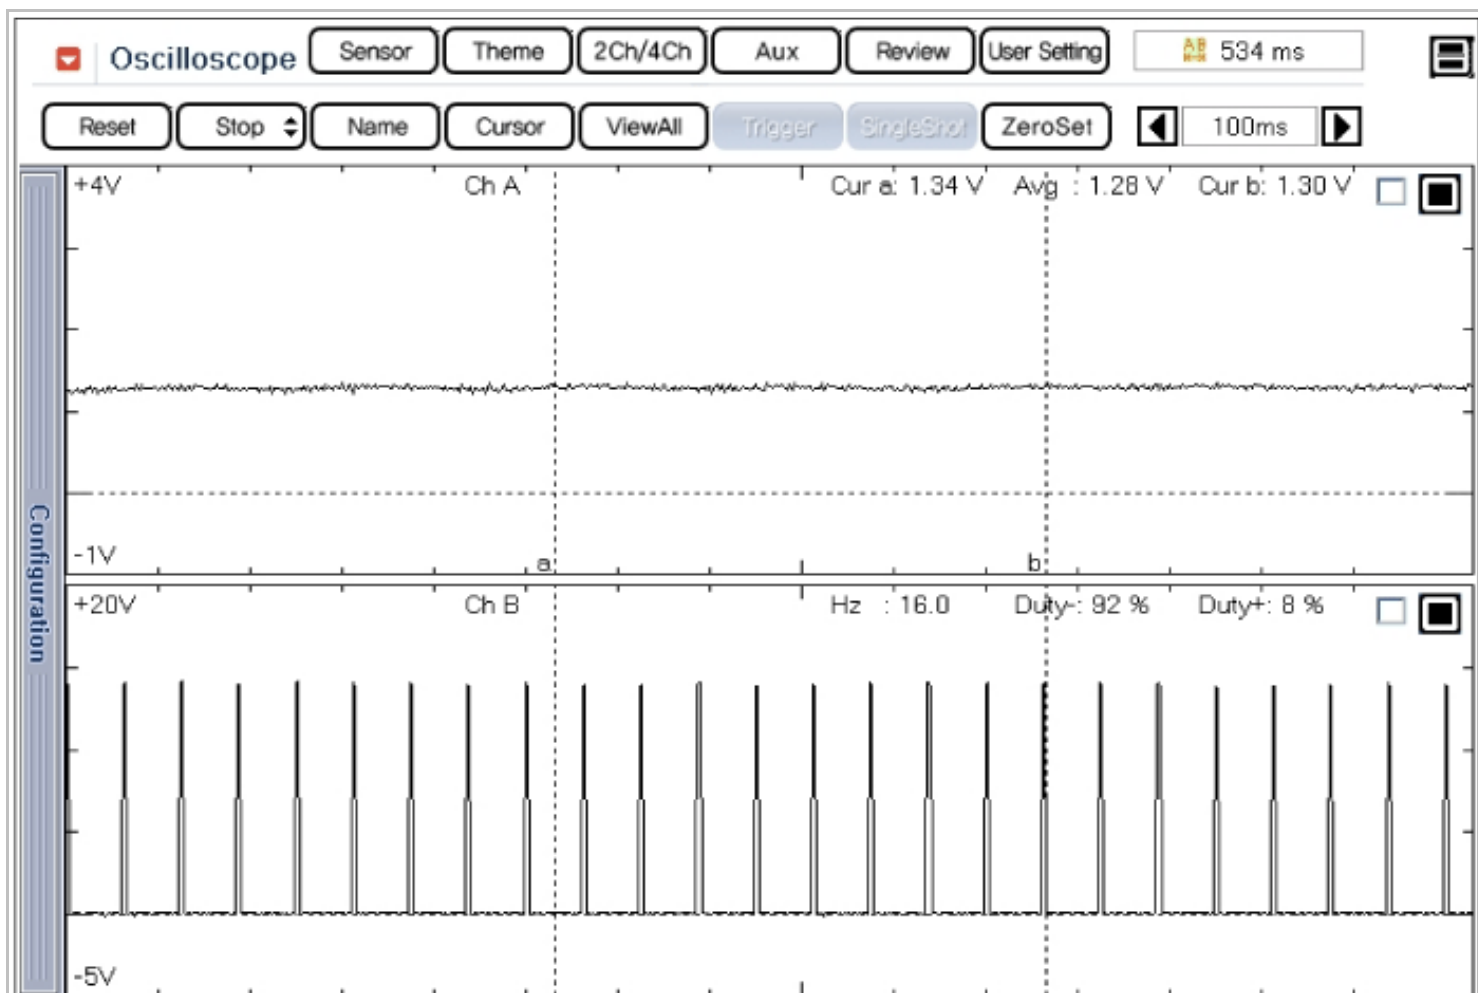 Oscilloscope Sensor Theme 2Ch/4Ch Aux Review User Setting AB 534 ms
Reset Stop Name Cursor ViewAll Trigger SingleShot ZeroSet 100ms
+4V Ch A Cur a: 1.34 V Avg : 1.28 V Cur b: 1.30 V
-1V a b
+20V Ch B Hz : 16.0 Duty-: 92 % Duty+: 8 %
-5V
Configuration